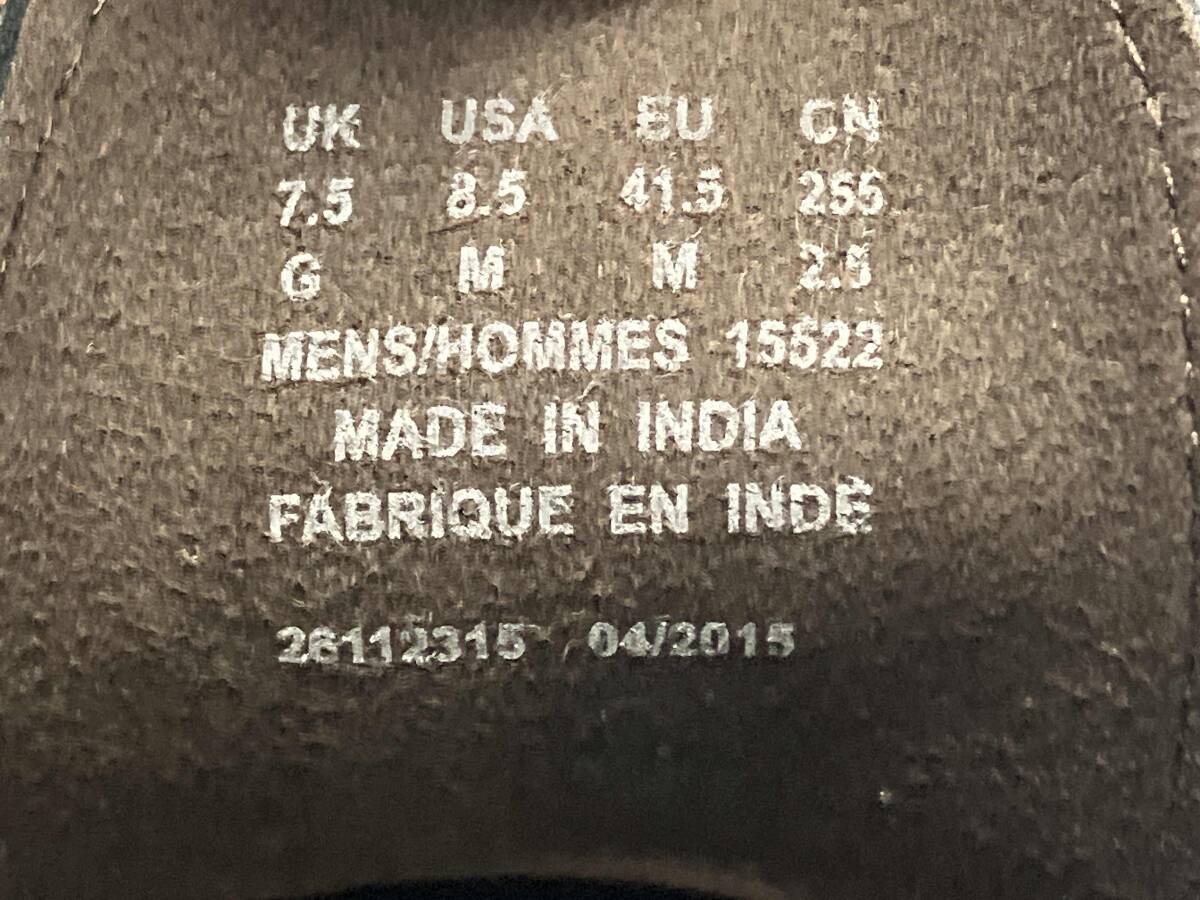 UK USA EU CN
7.5 8.5 41.5 255
G M M 2.5
MENS/HOMMES 15522
MADE IN INDIA
FABRIQUE EN INDE
26112315 04/2015